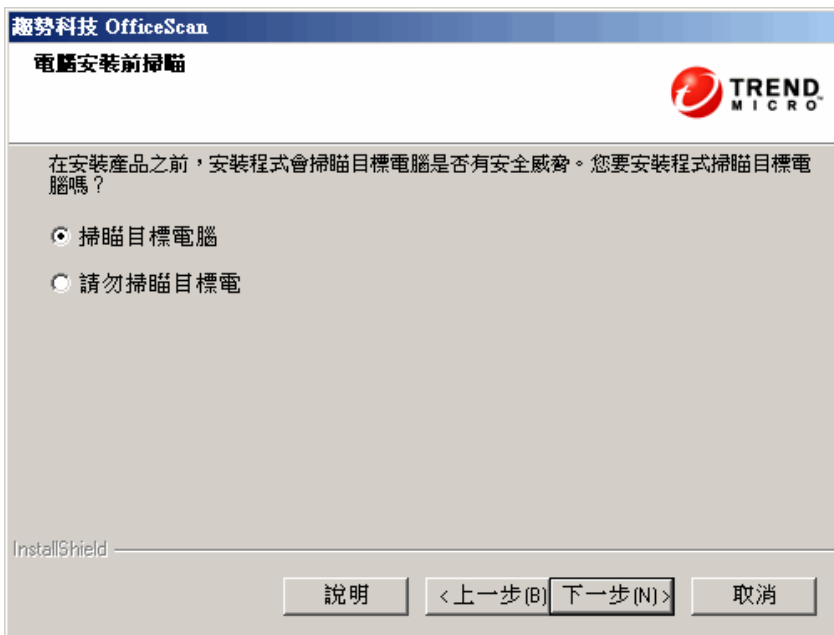 趨勢科技 OfficeScan
電腦安裝前掃瞄
TREND
MICRO
在安裝產品之前，安裝程式會掃瞄目標電腦是否有安全威脅。您要安裝程式掃瞄目標電
腦嗎？
掃瞄目標電腦
請勿掃瞄目標電
InstallShield
說明
<上一步(B)
下一步(N)>
取消